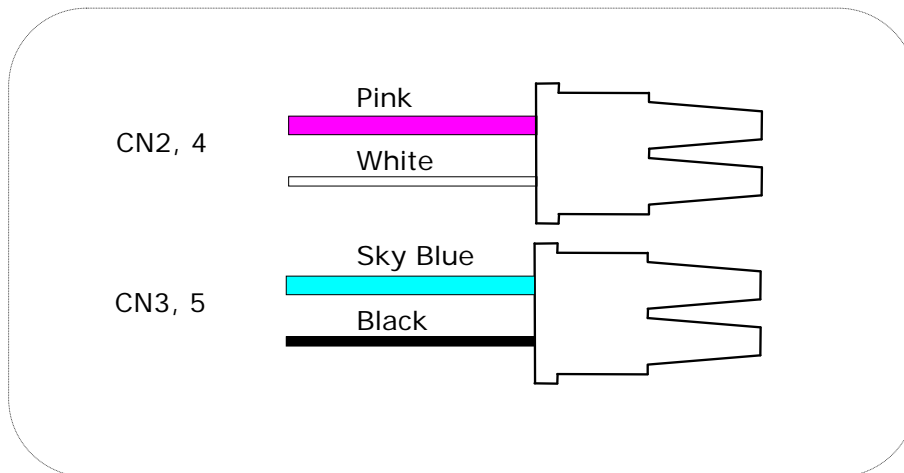 Pink
CN2, 4
White
Sky Blue
CN3, 5
Black